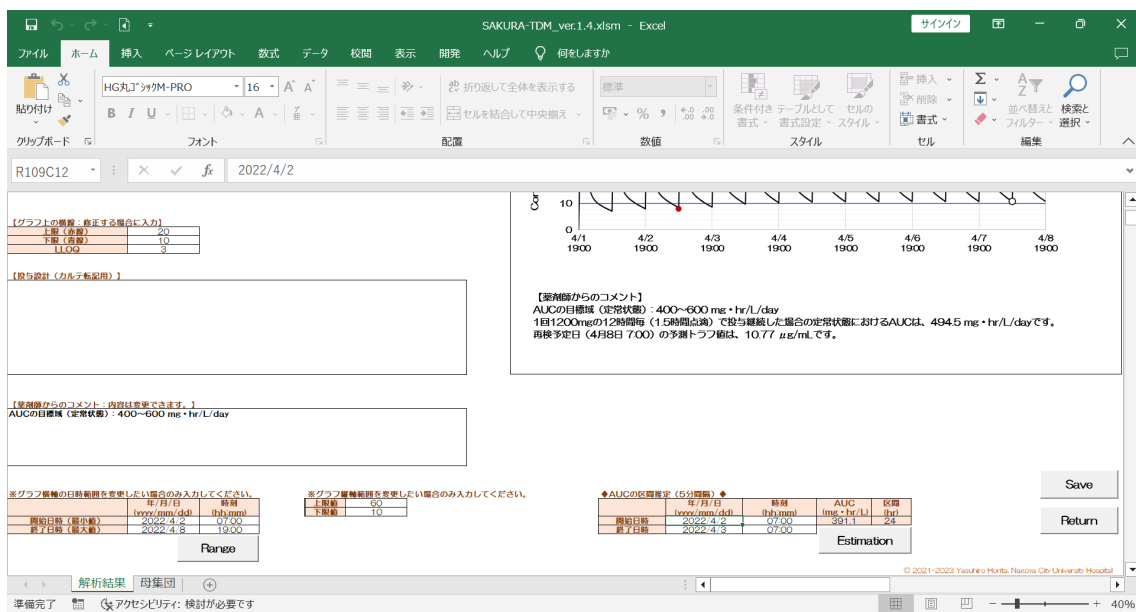 SAKURA-TDM_ver.1.4.xlsm - Excel
サインイン
ファイル ホーム 挿入 ページ レイアウト 数式 データ 校閲 表示 開発 ヘルプ 何をしますか
貼り付け
HG丸ｺﾞｼｯｸM-PRO 16
折り返して全体を表示する
標準
B I U
セルを結合して中央揃え
条件付き書式 テーブルとして書式設定 セルのスタイル
挿入
削除
書式
並べ替えとフィルター 検索と選択
クリップボード フォント 配置 数値 スタイル セル 編集
R109C12 fx 2022/4/2
【グラフ上の横線：修正する場合に入力】
上限（赤線） 20
下限（青線） 10
LLOQ 3
10
0
4/1 4/2 4/3 4/4 4/5 4/6 4/7 4/8
1900 1900 1900 1900 1900 1900 1900 1900
【投与設計（カルテ転記用）】
【薬剤師からのコメント】
AUCの目標域（定常状態）：400～600 mg・hr/L/day
1回1200mgの12時間毎（1.5時間点滴）で投与継続した場合の定常状態におけるAUCは、494.5 mg・hr/L/dayです。
再検予定日（4月8日 7:00）の予測トラフ値は、10.77 μg/mLです。
【薬剤師からのコメント：内容は変更できます。】
AUCの目標域（定常状態）：400～600 mg・hr/L/day
※グラフ横軸の日時範囲を変更したい場合のみ入力してください。
年/月/日 時刻
(yyyy/mm/dd) (hh:mm)
開始日時（最小値） 2022/4/2 07:00
終了日時（最大値） 2022/4/8 19:00
Range
※グラフ縦軸範囲を変更したい場合のみ入力してください。
上限値 60
下限値 10
◆AUCの区間推定（5分間隔）◆
年/月/日 時刻 AUC 区間
(yyyy/mm/dd) (hh:mm) (mg・hr/L) (hr)
開始日時 2022/4/2 07:00 391.1 24
終了日時 2022/4/3 07:00
Estimation
Save
Return
© 2021-2023 Yasuhiro Horita, Nagoya City University Hospital
解析結果 母集団
準備完了 アクセシビリティ: 検討が必要です
40%